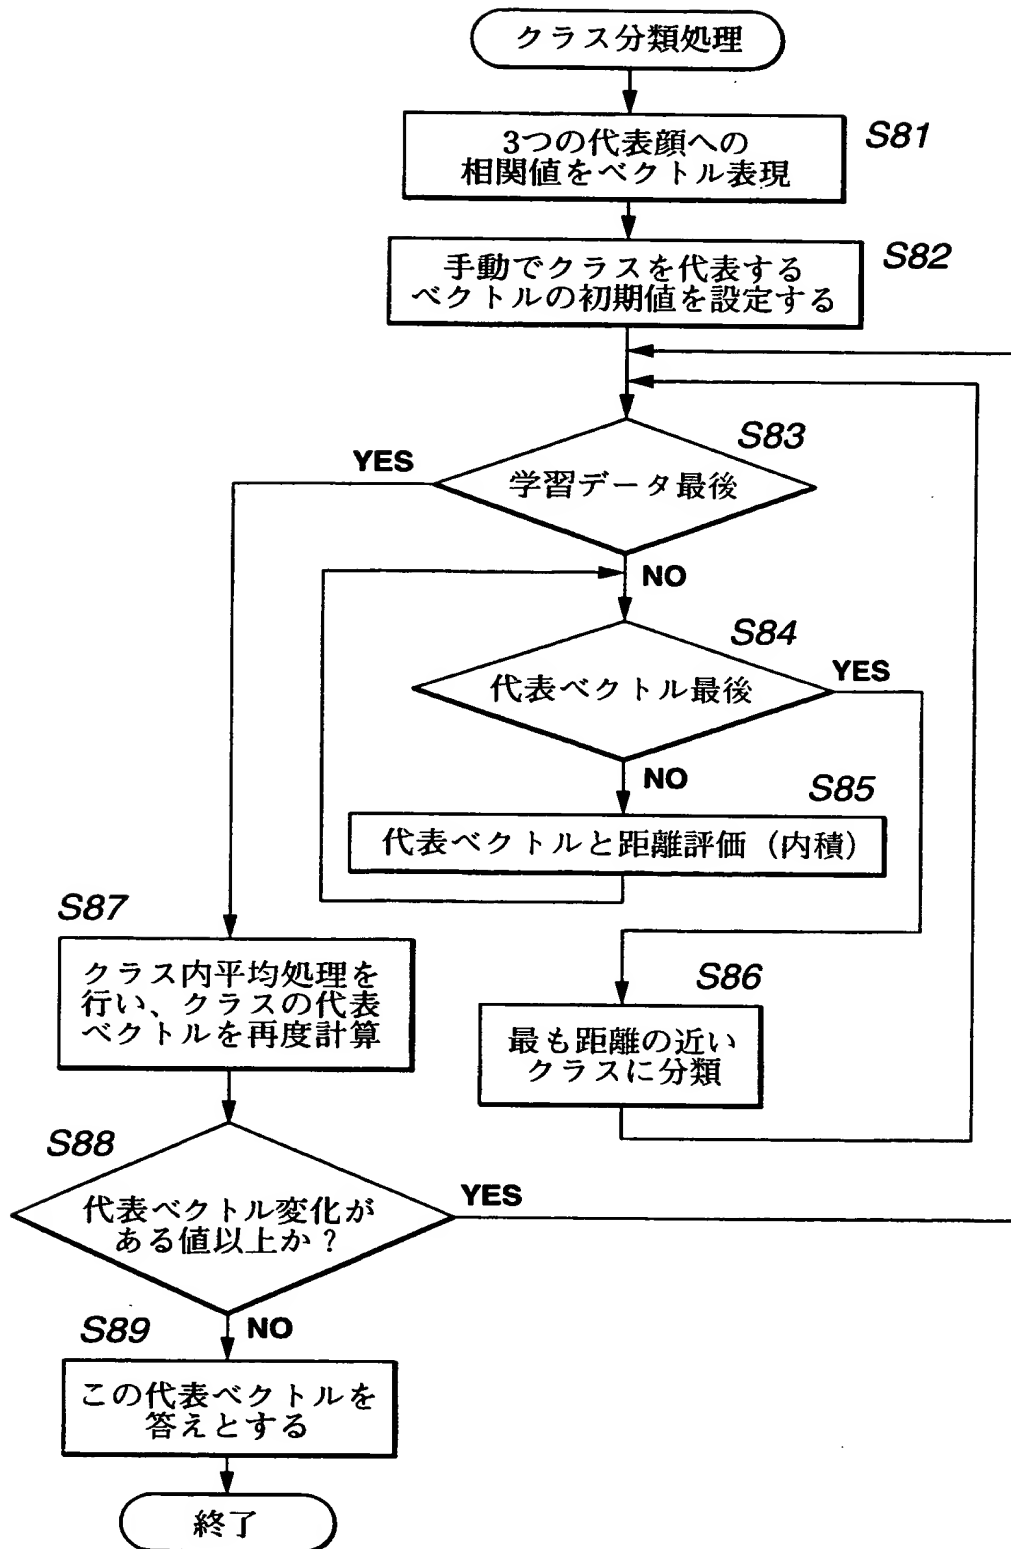 クラス分類処理
3つの代表顔への
相関値をベクトル表現
S81
手動でクラスを代表する
ベクトルの初期値を設定する
S82
S83
YES
学習データ最後
NO
S84
YES
代表ベクトル最後
NO
S85
代表ベクトルと距離評価（内積）
S87
クラス内平均処理を
行い、クラスの代表
ベクトルを再度計算
S86
最も距離の近い
クラスに分類
S88
YES
代表ベクトル変化が
ある値以上か？
NO
S89
この代表ベクトルを
答えとする
終了